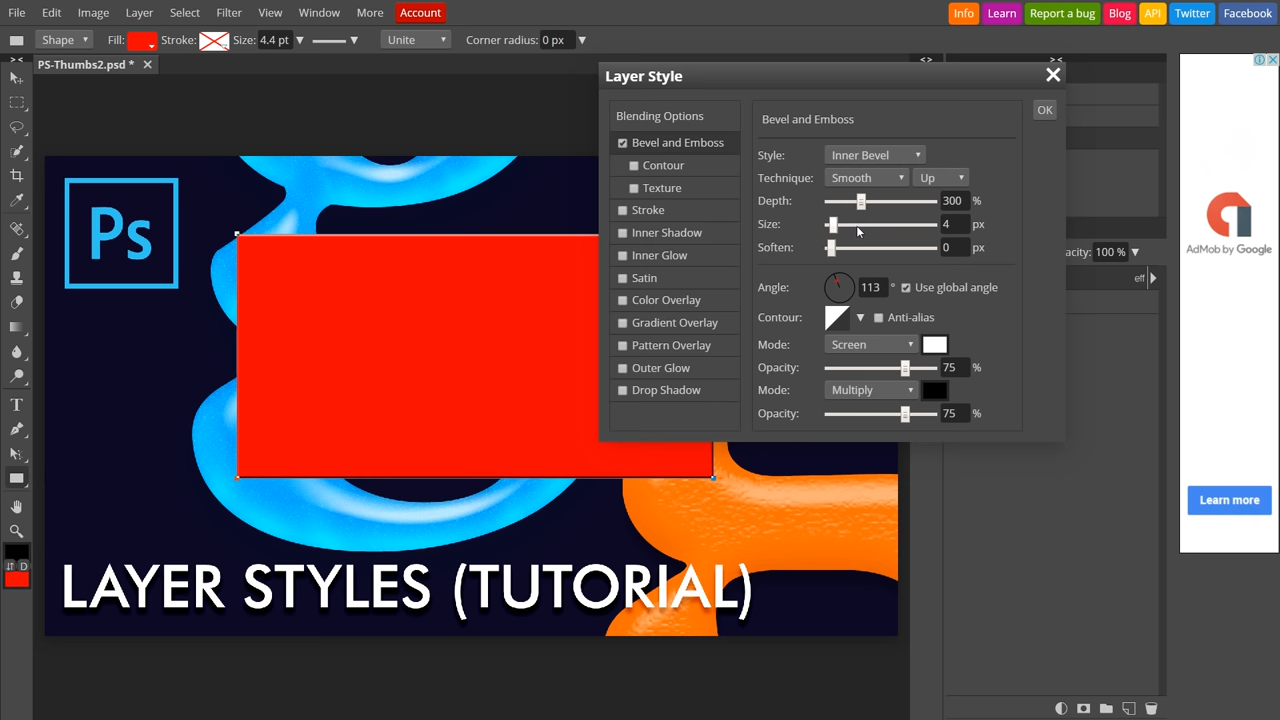 File Edit Image Layer Select Filter View Window More Account Info Learn Report a bug Blog API Twitter Facebook
Shape Fill: Stroke: Size: 4.4 pt Unite Corner radius: 0 px
PS-Thumbs2.psd *
Layer Style
Blending Options
Bevel and Emboss
Contour
Texture
Stroke
Inner Shadow
Inner Glow
Satin
Color Overlay
Gradient Overlay
Pattern Overlay
Outer Glow
Drop Shadow
Bevel and Emboss
OK
Style: Inner Bevel
Technique: Smooth Up
Depth: 300 %
Size: 4 px
Soften: 0 px
Angle: 113 ° Use global angle
Contour: Anti-alias
Mode: Screen
Opacity: 75 %
Mode: Multiply
Opacity: 75 %
acity: 100 %
eff
Ps
LAYER STYLES (TUTORIAL)
D
AdMob by Google
Learn more